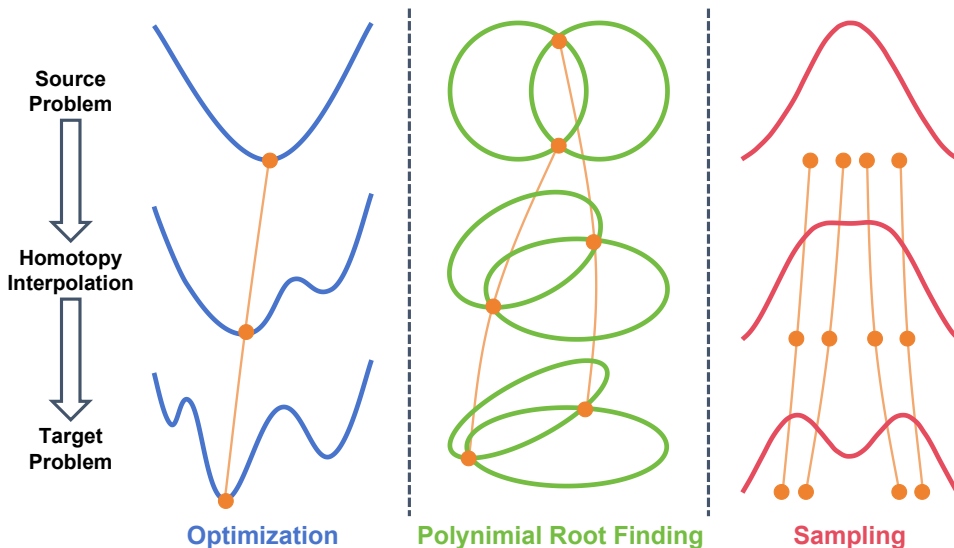 Source
Problem
Homotopy
Interpolation
Target
Problem
Optimization
Polynimial Root Finding
Sampling